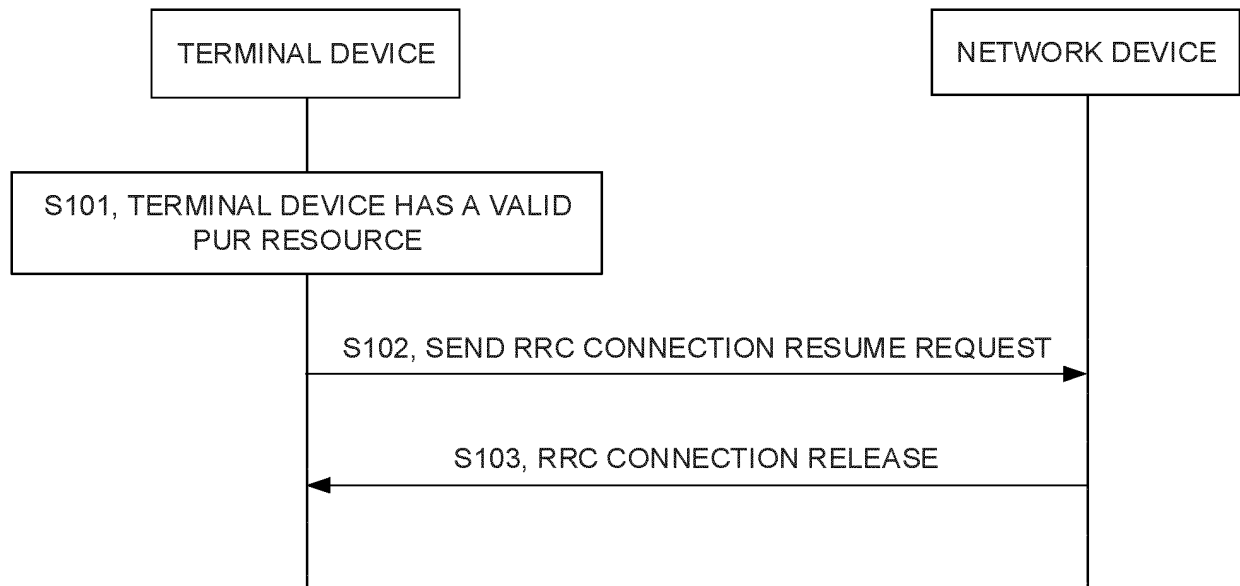 TERMINAL DEVICE
NETWORK DEVICE
S101, TERMINAL DEVICE HAS A VALID
PUR RESOURCE
S102, SEND RRC CONNECTION RESUME REQUEST
S103, RRC CONNECTION RELEASE